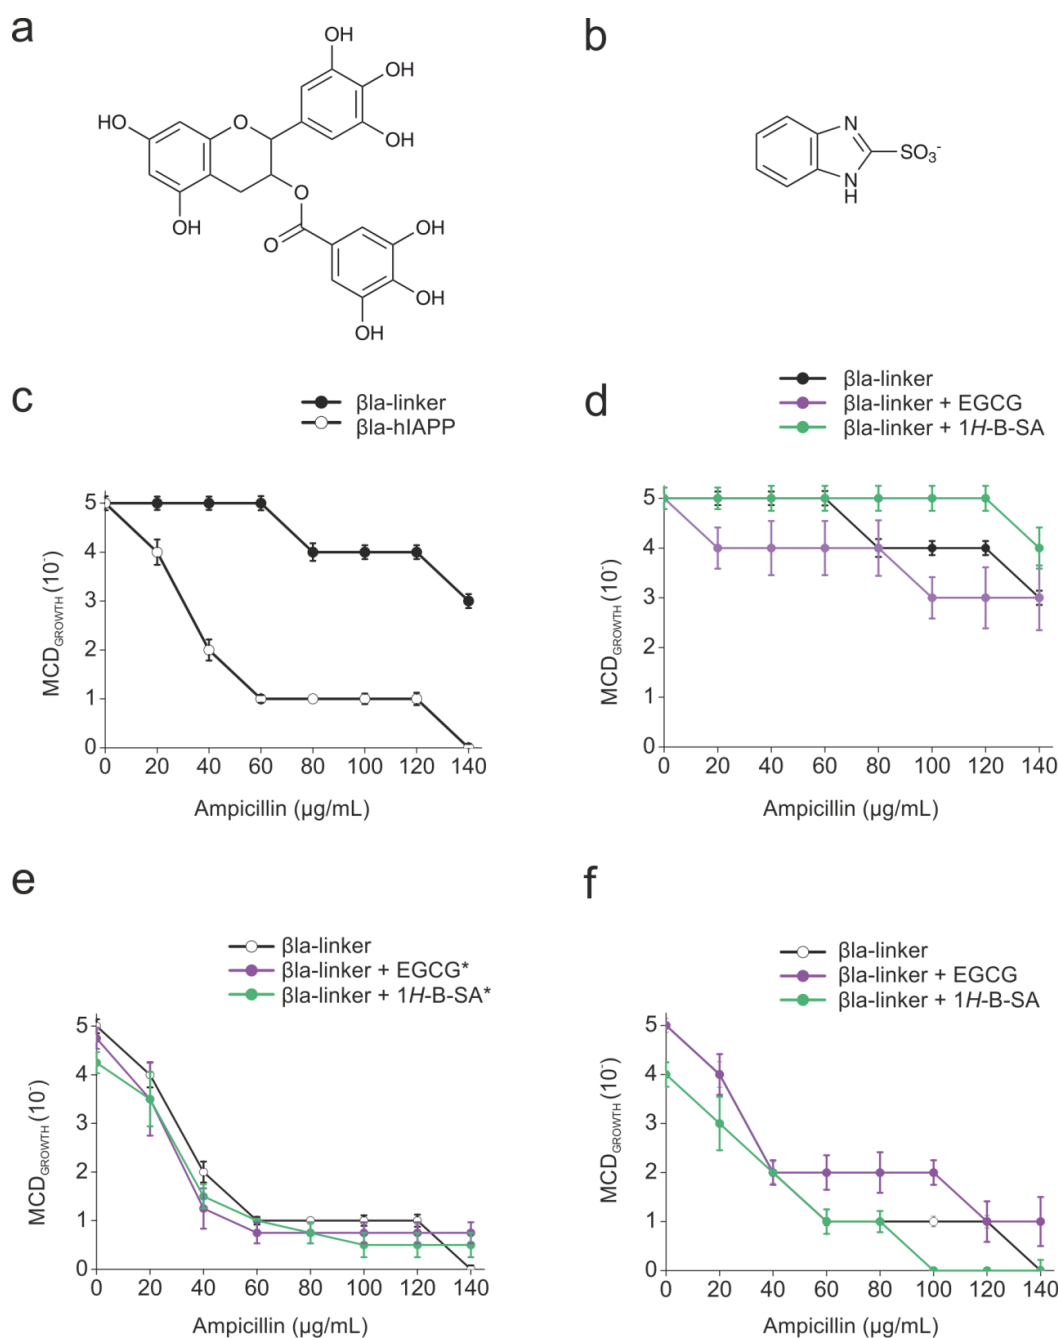 a
OH
OH
OH
HO
O
O
OH
O
OH
OH
OH
b
N
N
H
SO3-
c
βla-linker
βla-hIAPP
MCDGROWTH (10-)
5
4
3
2
1
0
0 20 40 60 80 100 120 140
Ampicillin (µg/mL)
d
βla-linker
βla-linker + EGCG
βla-linker + 1H-B-SA
MCDGROWTH (10-)
5
4
3
2
1
0
0 20 40 60 80 100 120 140
Ampicillin (µg/mL)
e
βla-linker
βla-linker + EGCG*
βla-linker + 1H-B-SA*
MCDGROWTH (10-)
5
4
3
2
1
0
0 20 40 60 80 100 120 140
Ampicillin (µg/mL)
f
βla-linker
βla-linker + EGCG
βla-linker + 1H-B-SA
MCDGROWTH (10-)
5
4
3
2
1
0
0 20 40 60 80 100 120 140
Ampicillin (µg/mL)